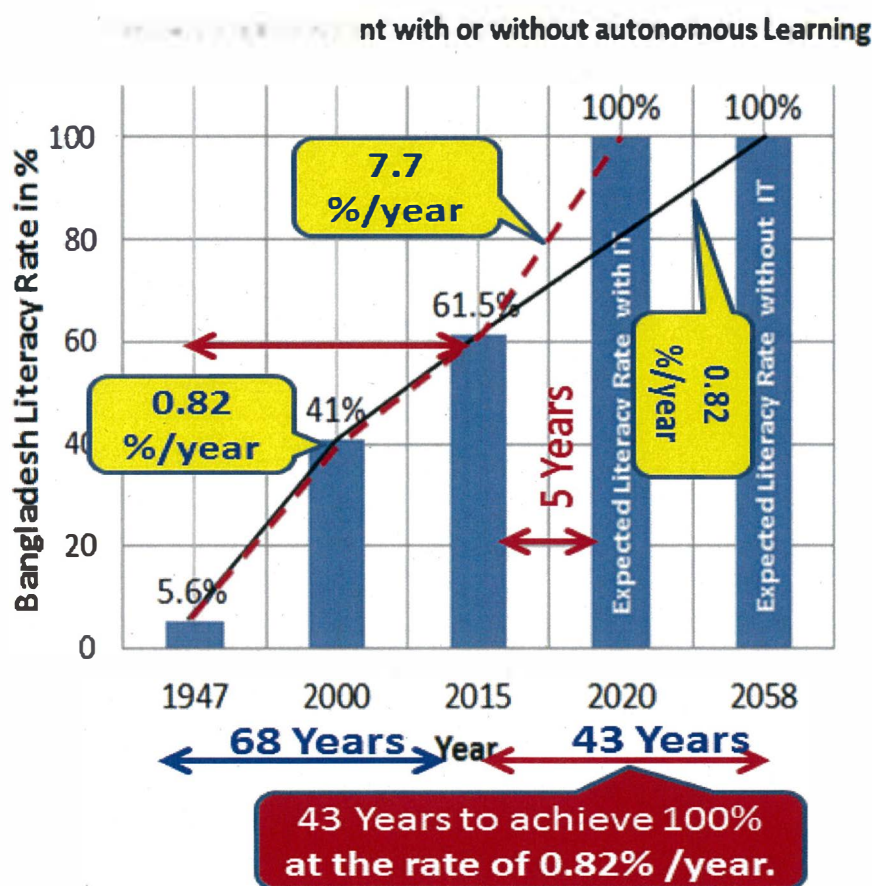 nt with or without autonomous Learning
100% 100%
100
7.7
%/year
Bangladesh Literacy Rate in %
80
61.5%
60
0.82
%/year
41%
40
5 Years
Expected Literacy Rate with IT
0.82
%/year
Expected Literacy Rate without IT
20
5.6%
0
1947 2000 2015 2020 2058
68 Years Year 43 Years
43 Years to achieve 100%
at the rate of 0.82% /year.